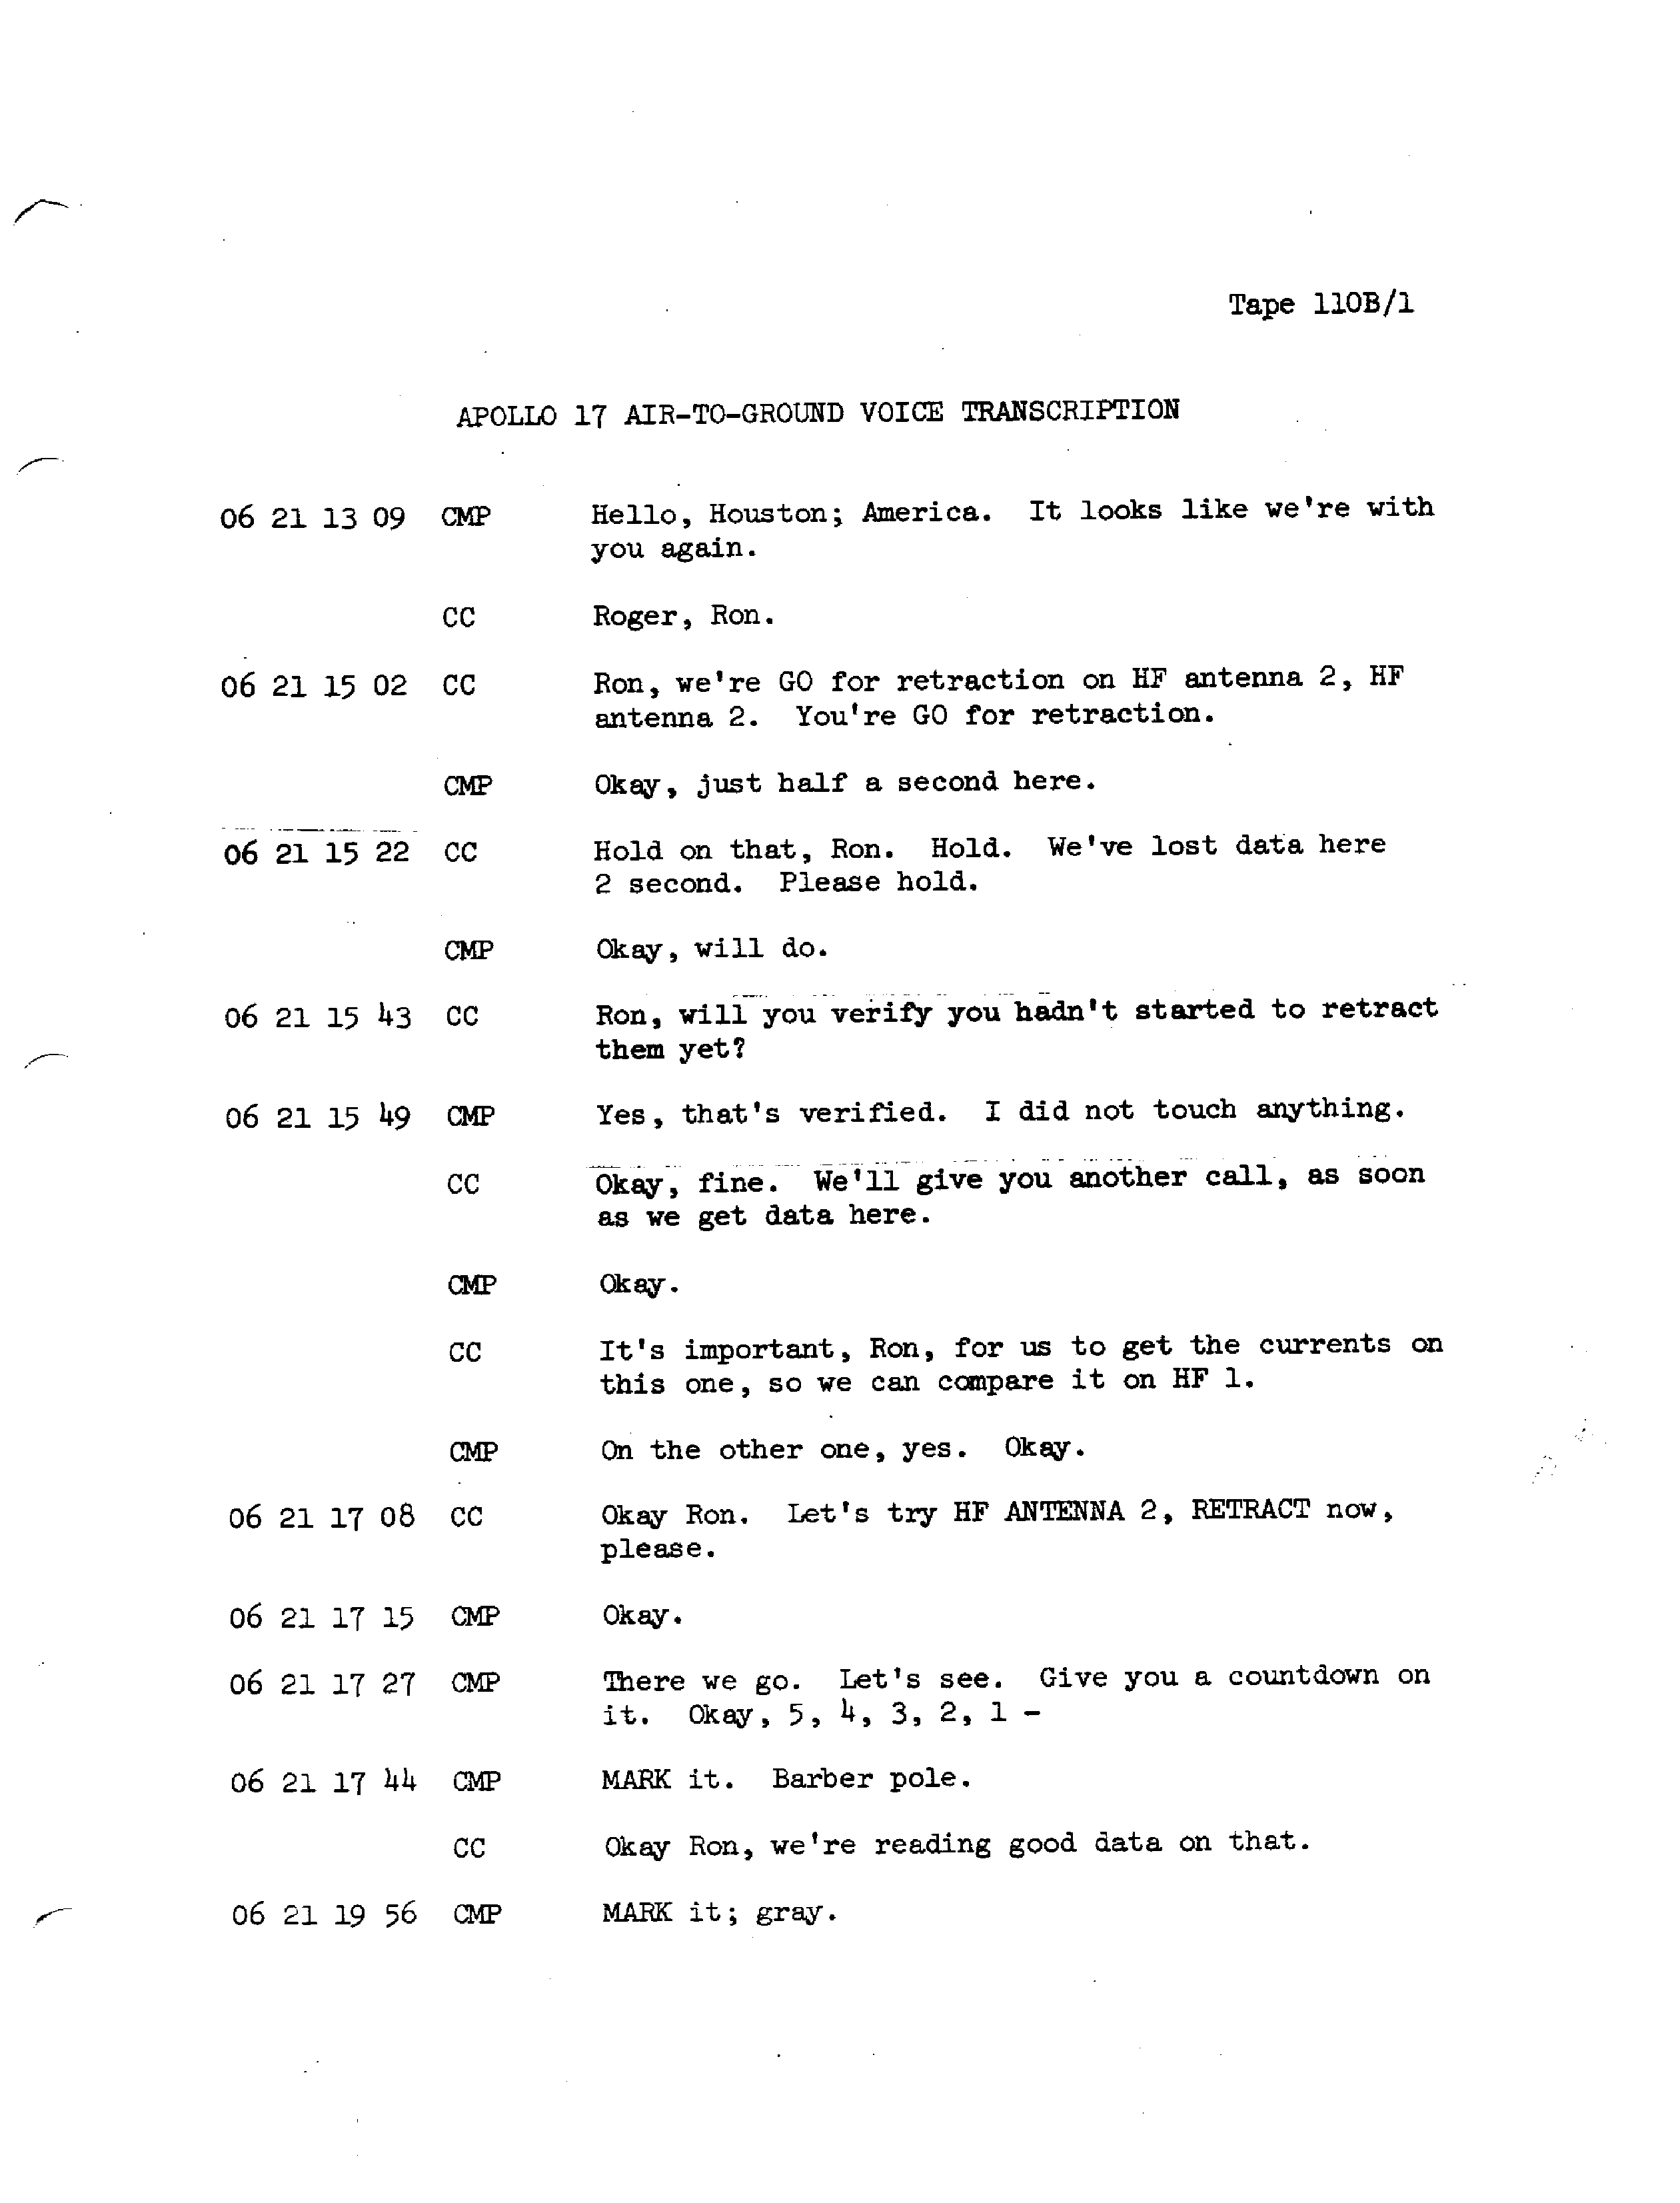 Tape 110B/1
APOLLO 17 AIR-TO-GROUND VOICE TRANSCRIPTION
06 21 13 09 CMP Hello, Houston; America. It looks like we're with
you again.
CC Roger, Ron.
06 21 15 02 CC Ron, we're GO for retraction on HF antenna 2, HF
antenna 2. You're GO for retraction.
CMP Okay, just half a second here.
06 21 15 22 CC Hold on that, Ron. Hold. We've lost data here
2 second. Please hold.
CMP Okay, will do.
06 21 15 43 CC Ron, will you verify you hadn't started to retract
them yet?
06 21 15 49 CMP Yes, that's verified. I did not touch anything.
CC Okay, fine. We'll give you another call, as soon
as we get data here.
CMP Okay.
CC It's important, Ron, for us to get the currents on
this one, so we can compare it on HF 1.
CMP On the other one, yes. Okay.
06 21 17 08 CC Okay Ron. Let's try HF ANTENNA 2, RETRACT now,
please.
06 21 17 15 CMP Okay.
06 21 17 27 CMP There we go. Let's see. Give you a countdown on
it. Okay, 5, 4, 3, 2, 1 -
06 21 17 44 CMP MARK it. Barber pole.
CC Okay Ron, we're reading good data on that.
06 21 19 56 CMP MARK it; gray.